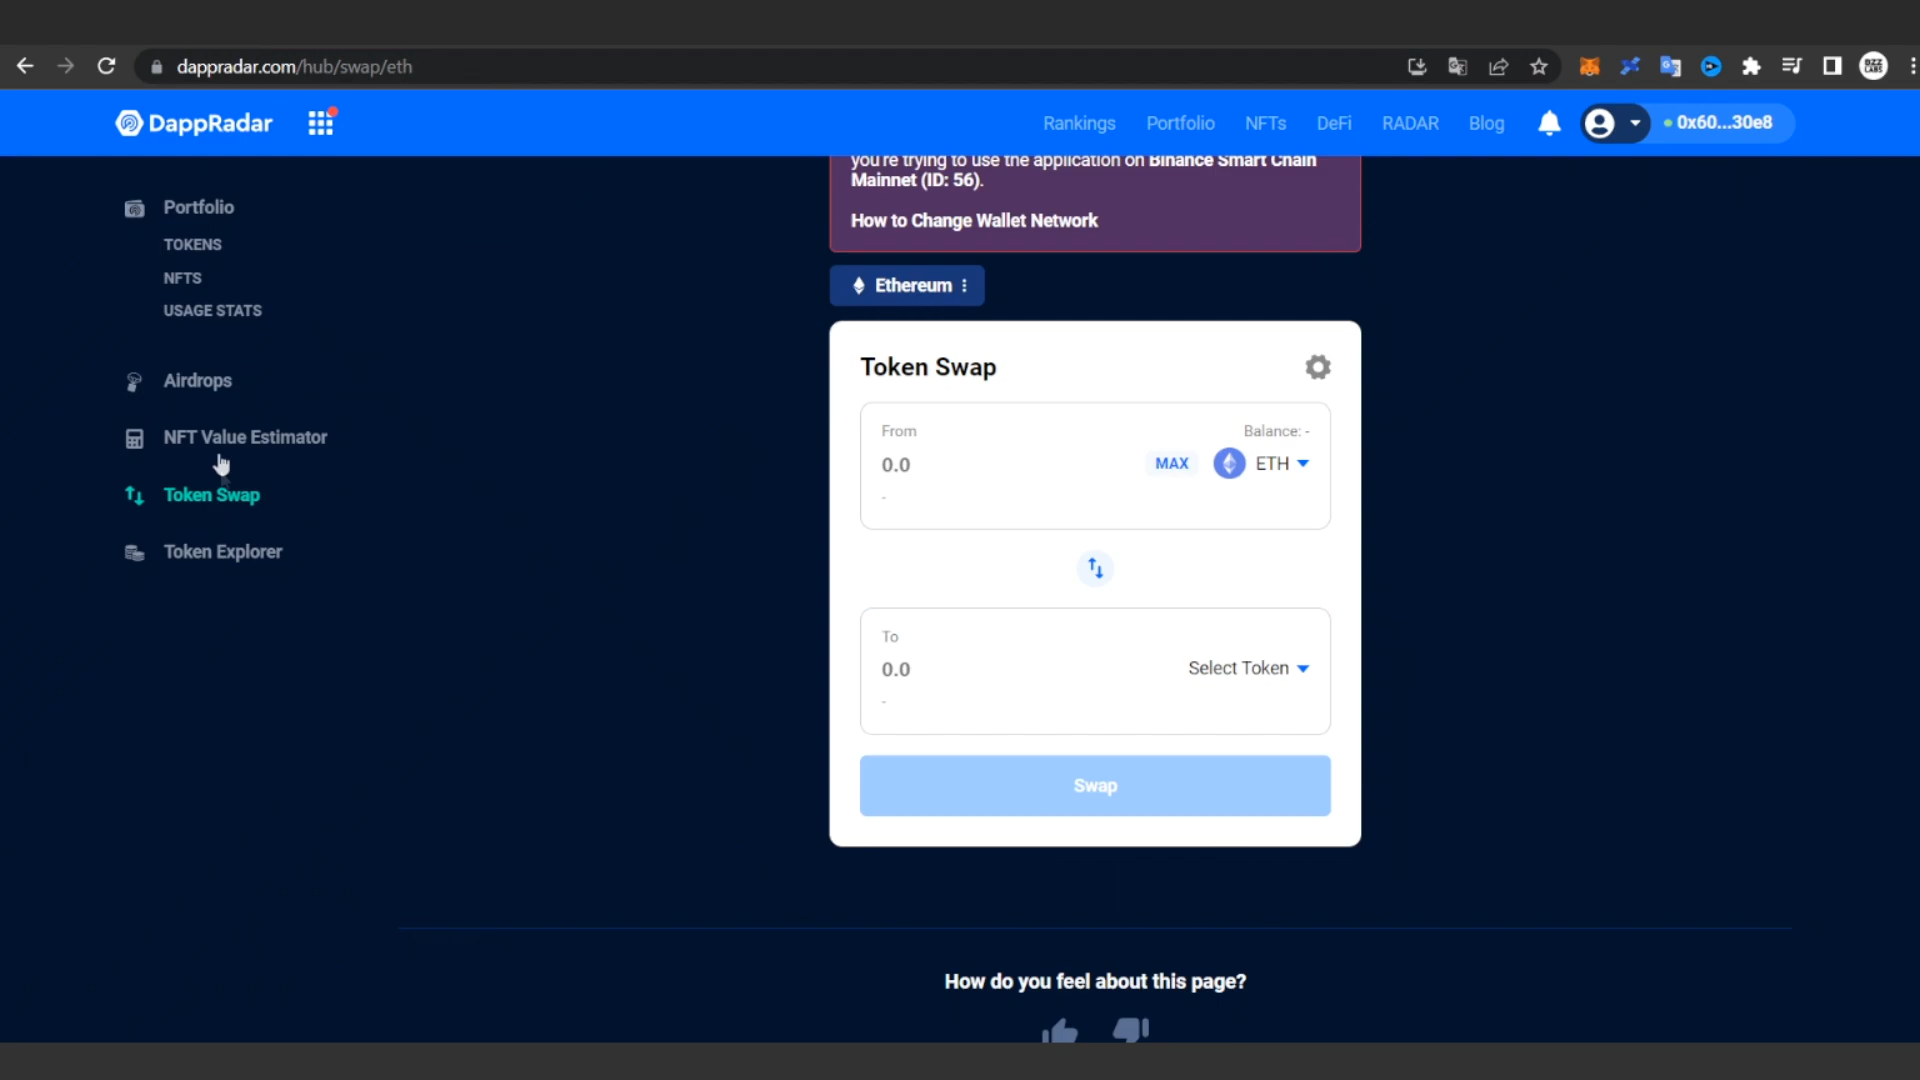 dappradar.com/hub/swap/eth
BZZ
LABS
DappRadar
Rankings
Portfolio
NFTs
DeFi
RADAR
Blog
0x60...30e8
you're trying to use the application on Binance Smart Chain
Mainnet (ID: 56).
How to Change Wallet Network
Portfolio
TOKENS
NFTS
USAGE STATS
Airdrops
NFT Value Estimator
Token Swap
Token Explorer
Ethereum
Token Swap
From
Balance: -
0.0
MAX
ETH
-
To
0.0
Select Token
-
Swap
How do you feel about this page?